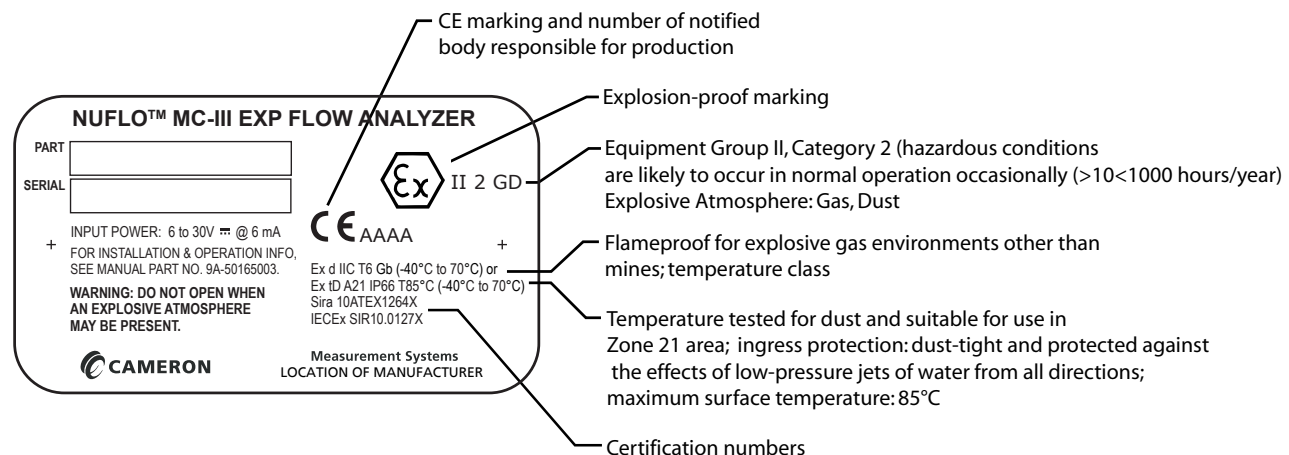 CE marking and number of notified
body responsible for production
NUFLO™ MC-III EXP FLOW ANALYZER
PART
SERIAL
Ex II 2 GD
CE AAAA
INPUT POWER: 6 to 30V ⎓ @ 6 mA
FOR INSTALLATION & OPERATION INFO,
SEE MANUAL PART NO. 9A-50165003.
WARNING: DO NOT OPEN WHEN
AN EXPLOSIVE ATMOSPHERE
MAY BE PRESENT.
+
+
Ex d IIC T6 Gb (-40°C to 70°C) or
Ex tD A21 IP66 T85°C (-40°C to 70°C)
Sira 10ATEX1264X
IECEx SIR10.0127X
CAMERON
Measurement Systems
LOCATION OF MANUFACTURER
Explosion-proof marking
Equipment Group II, Category 2 (hazardous conditions
are likely to occur in normal operation occasionally (>10<1000 hours/year)
Explosive Atmosphere: Gas, Dust
Flameproof for explosive gas environments other than
mines; temperature class
Temperature tested for dust and suitable for use in
Zone 21 area; ingress protection: dust-tight and protected against
the effects of low-pressure jets of water from all directions;
maximum surface temperature: 85°C
Certification numbers